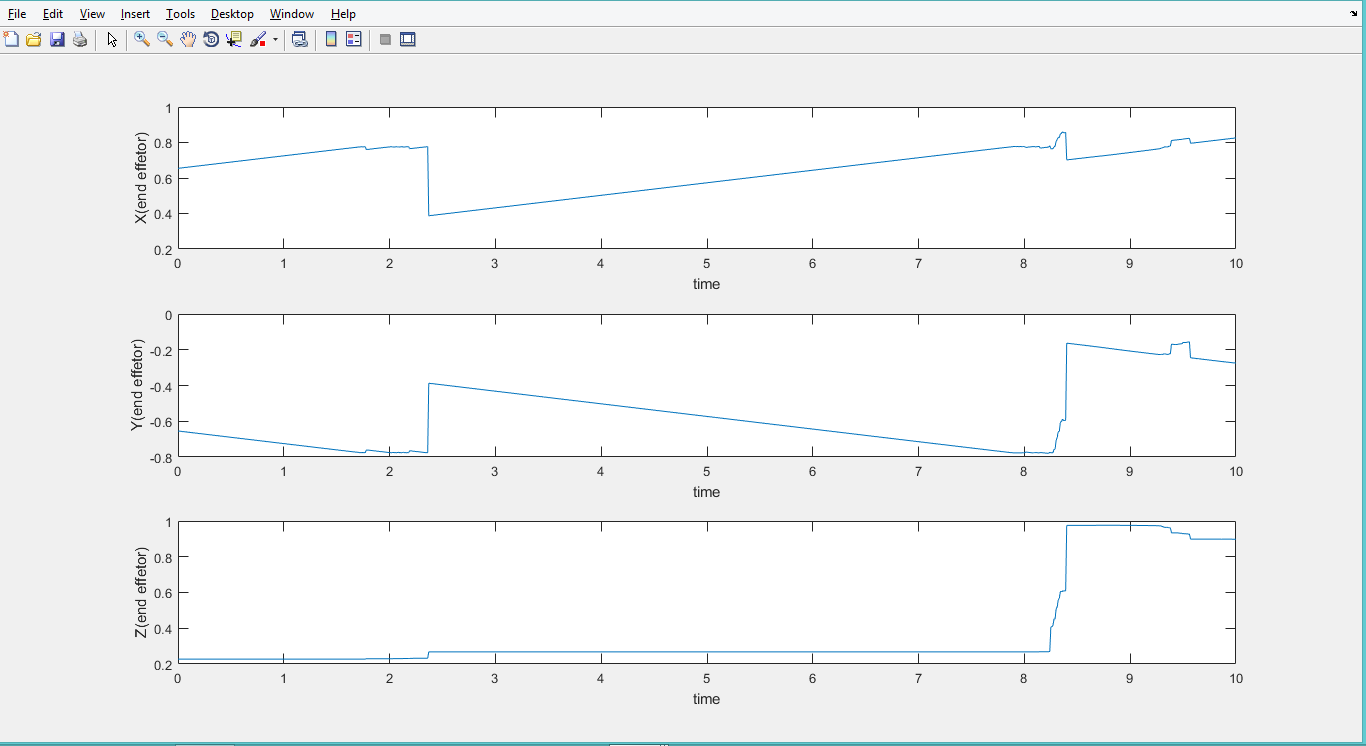 File Edit View Insert Tools Desktop Window Help
1
0.8
0.6
0.4
0.2
X(end effetor)
0 1 2 3 4 5 6 7 8 9 10
time
0
-0.2
-0.4
-0.6
-0.8
Y(end effetor)
0 1 2 3 4 5 6 7 8 9 10
time
1
0.8
0.6
0.4
0.2
Z(end effetor)
0 1 2 3 4 5 6 7 8 9 10
time